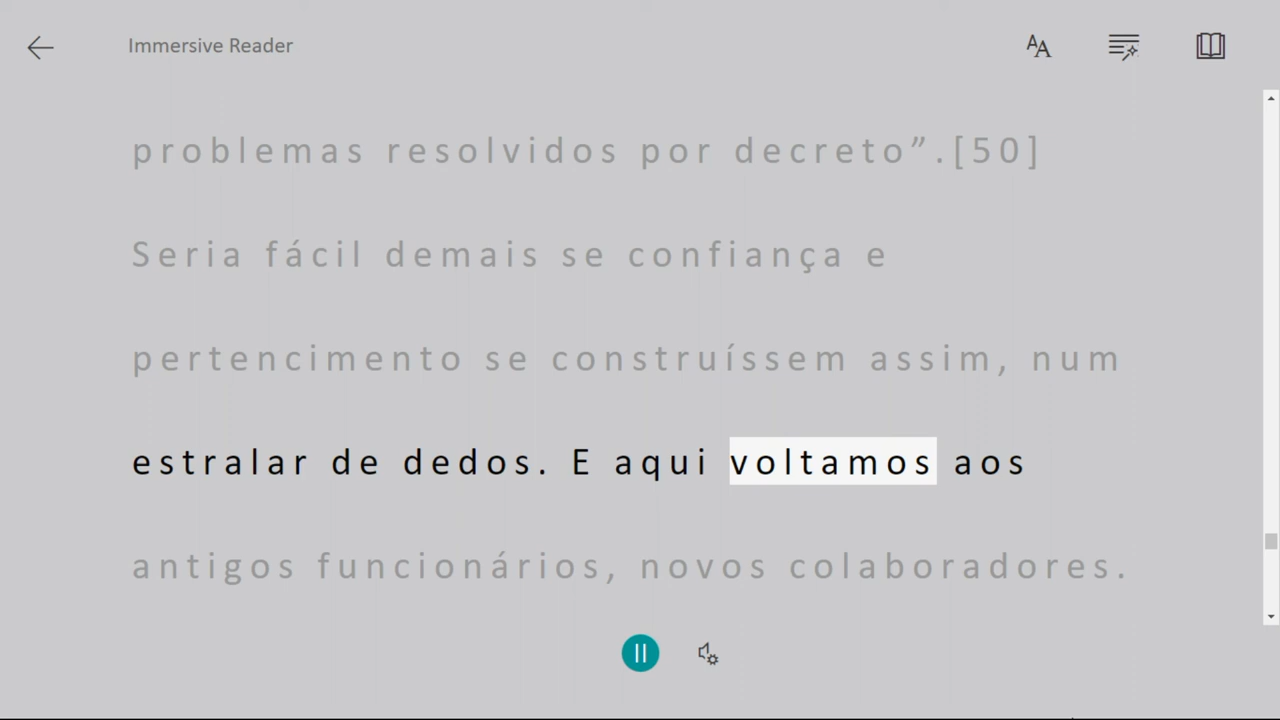 Immersive Reader
problemas resolvidos por decreto”.[50]
Seria fácil demais se confiança e
pertencimento se construíssem assim, num
estralar de dedos. E aqui voltamos aos
antigos funcionários, novos colaboradores.